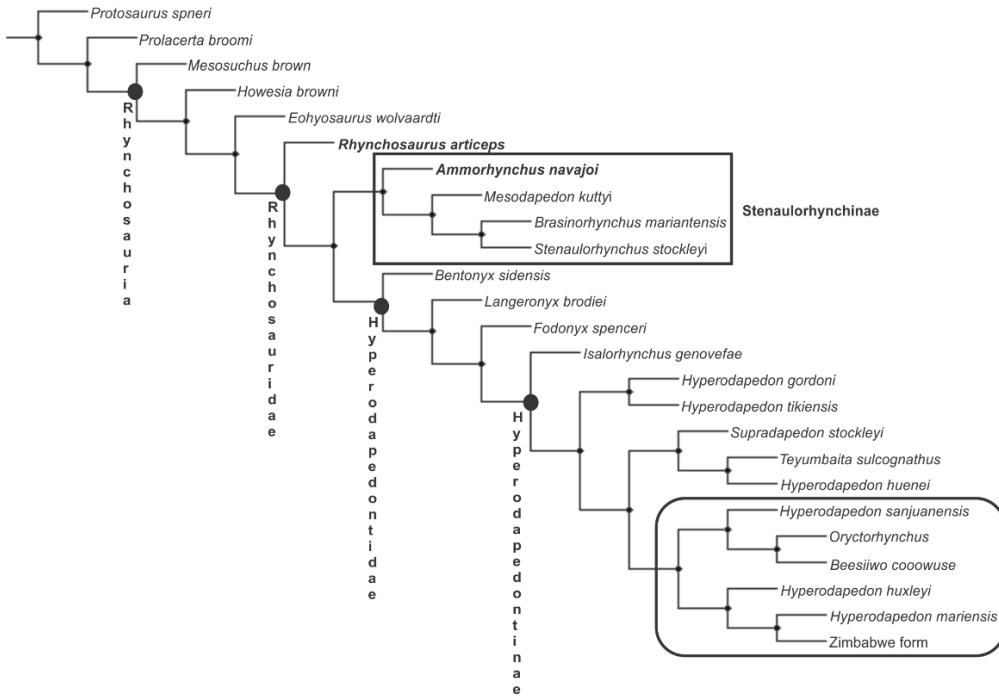 Protosaurus spneri
Prolacerta broomi
Mesosuchus brown
Howesia browni
Eohyosaurus wolvaardti
Rhynchosaurus articeps
Ammorhynchus navajoi
Mesodapedon kuttyi
Brasinorhynchus mariantensis
Stenaulorhynchus stockleyi
Stenaulorhynchinae
Bentonyx sidensis
Langeronyx brodiei
Fodonyx spenceri
Isalorhynchus genovefae
Hyperodapedon gordoni
Hyperodapedon tikiensis
Supradapedon stockleyi
Teyumbaita sulcognathus
Hyperodapedon huenei
Hyperodapedon sanjuanensis
Oryctorhynchus
Beesiiwo cooowuse
Hyperodapedon huxleyi
Hyperodapedon mariensis
Zimbabwe form
Rhynchosauria
Rhynchosauridae
Hyperodapedontidae
Hyperodapedontinae